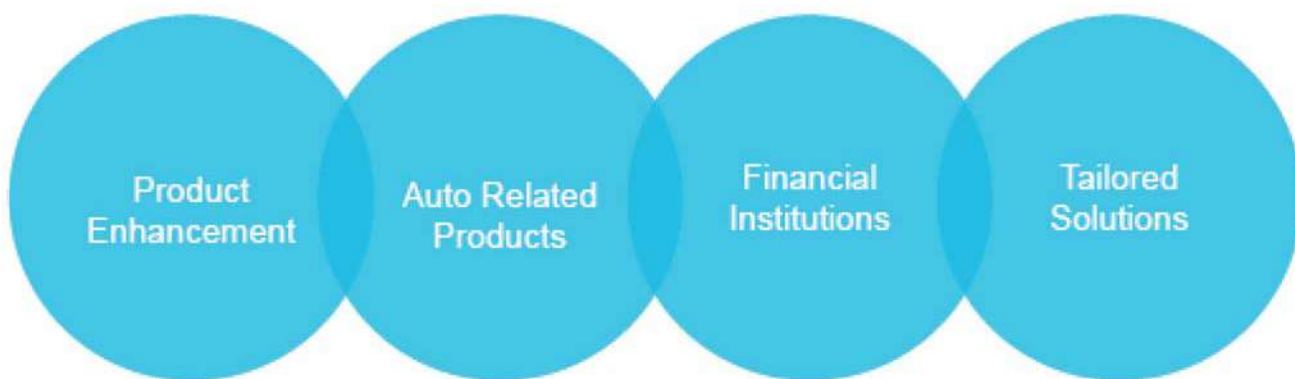 Product
Enhancement
Auto Related
Products
Financial
Institutions
Tailored
Solutions